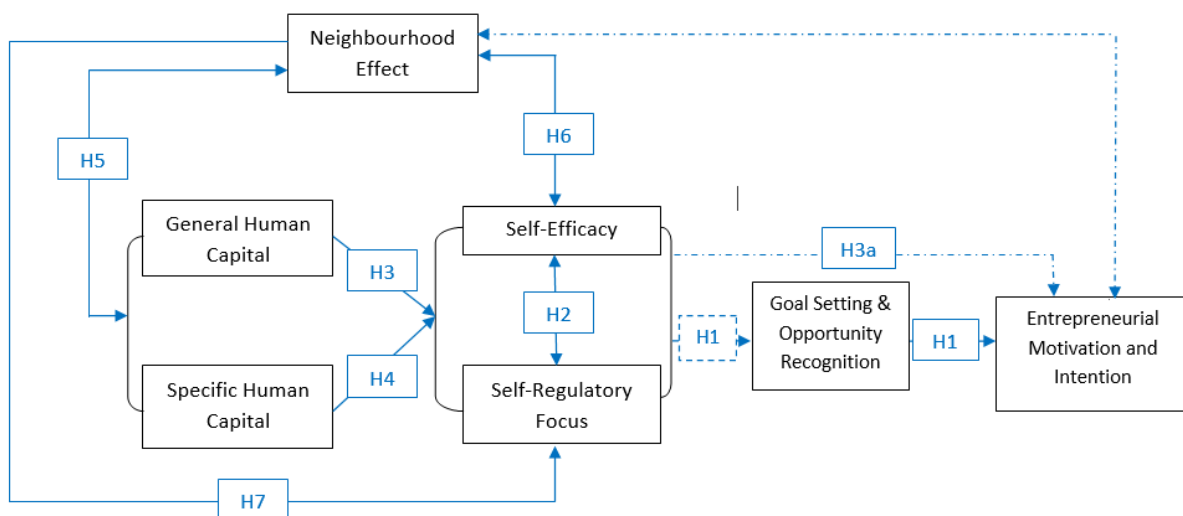 Neighbourhood
Effect
H6
H5
General Human
Capital
Self-Efficacy
H3
H3a
H2
Goal Setting &
Opportunity
Recognition
H1
H1
Entrepreneurial
Motivation and
Intention
H4
Specific Human
Capital
Self-Regulatory
Focus
H7